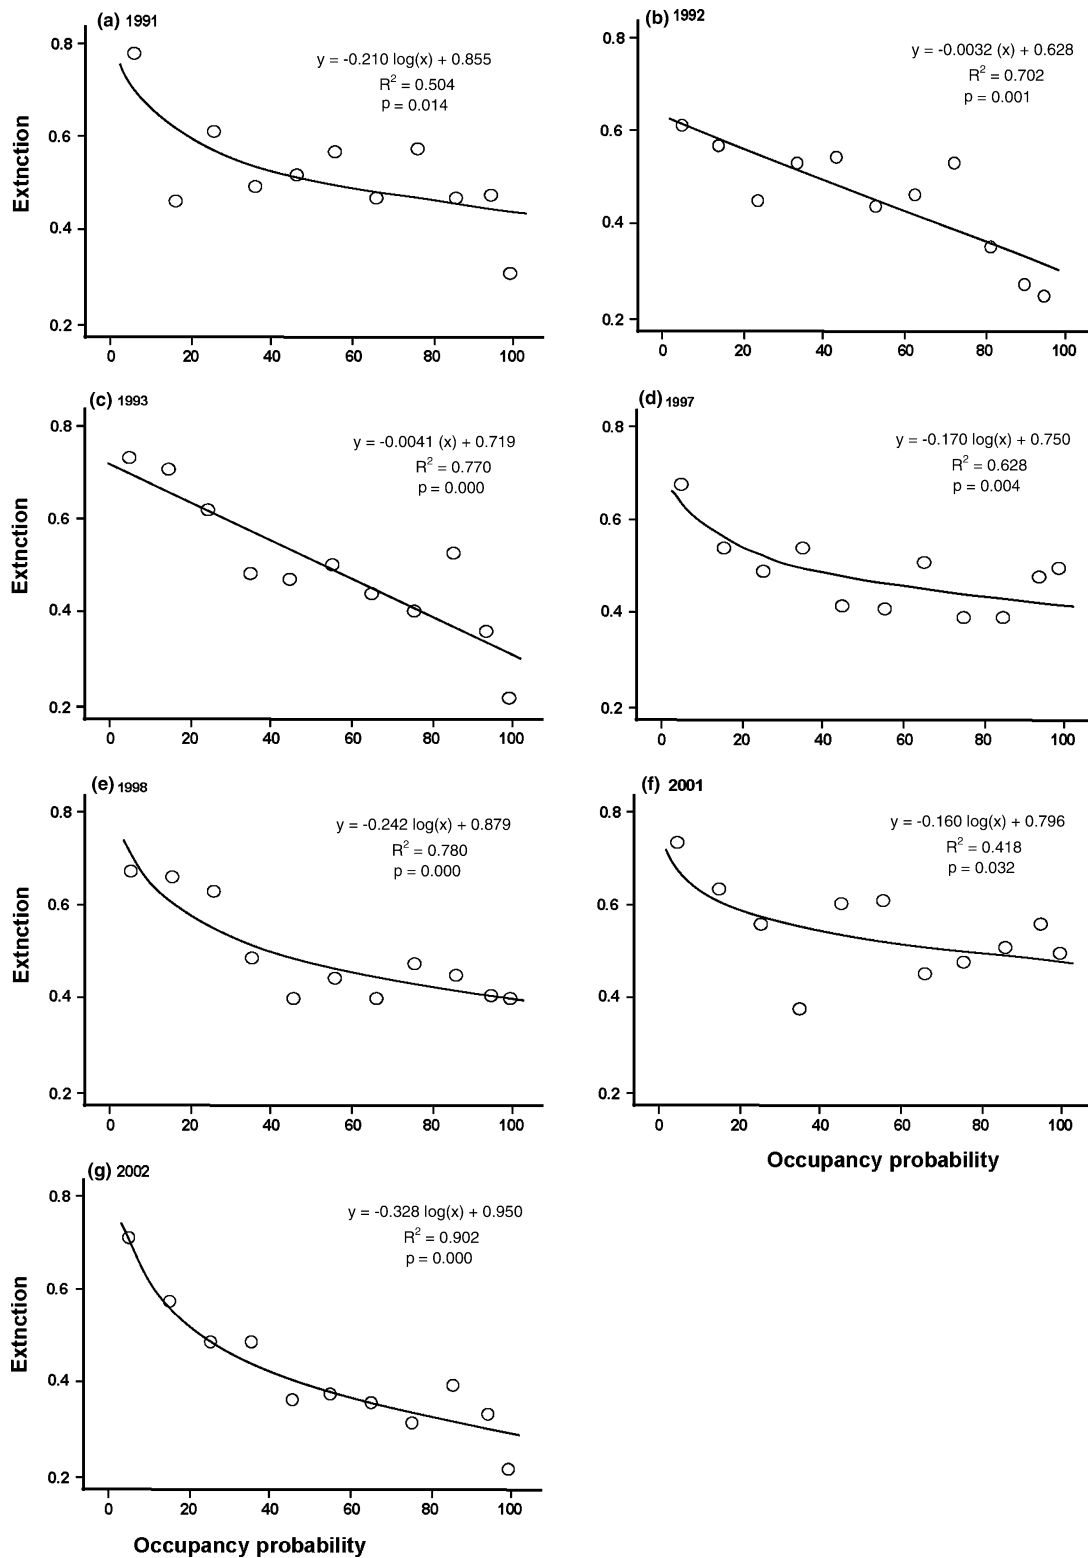 (a) 1991
y = -0.210 log(x) + 0.855
R² = 0.504
p = 0.014
Extnction
0.8
0.6
0.4
0.2
0 20 40 60 80 100
(b) 1992
y = -0.0032 (x) + 0.628
R² = 0.702
p = 0.001
0.8
0.6
0.4
0.2
0 20 40 60 80 100
(c) 1993
y = -0.0041 (x) + 0.719
R² = 0.770
p = 0.000
Extnction
0.8
0.6
0.4
0.2
0 20 40 60 80 100
(d) 1997
y = -0.170 log(x) + 0.750
R² = 0.628
p = 0.004
0.8
0.6
0.4
0.2
0 20 40 60 80 100
(e) 1998
y = -0.242 log(x) + 0.879
R² = 0.780
p = 0.000
Extnction
0.8
0.6
0.4
0.2
0 20 40 60 80 100
(f) 2001
y = -0.160 log(x) + 0.796
R² = 0.418
p = 0.032
0.8
0.6
0.4
0.2
0 20 40 60 80 100
Occupancy probability
(g) 2002
y = -0.328 log(x) + 0.950
R² = 0.902
p = 0.000
Extnction
0.8
0.6
0.4
0.2
0 20 40 60 80 100
Occupancy probability